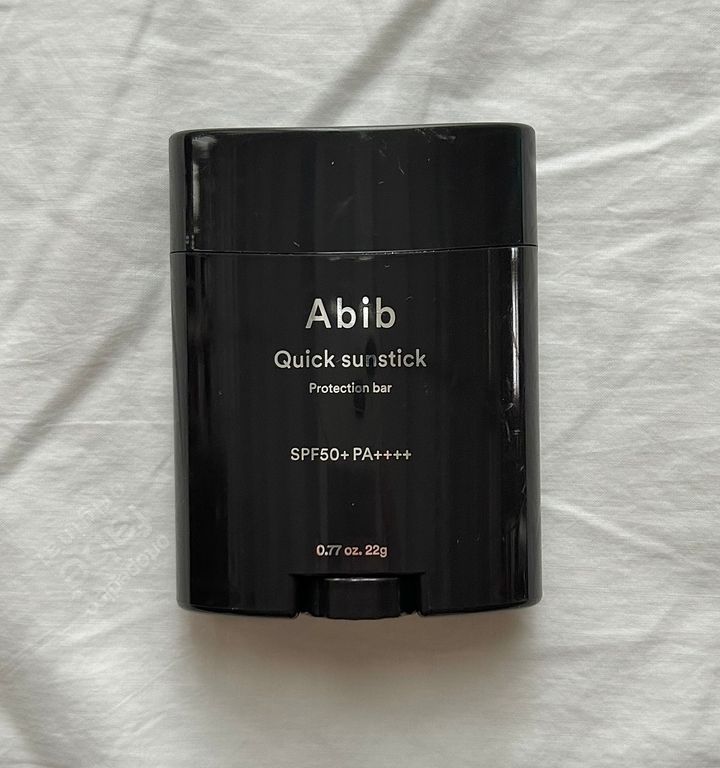 Abib
Quick sunstick
Protection bar
SPF50+ PA++++
0.77 oz. 22g